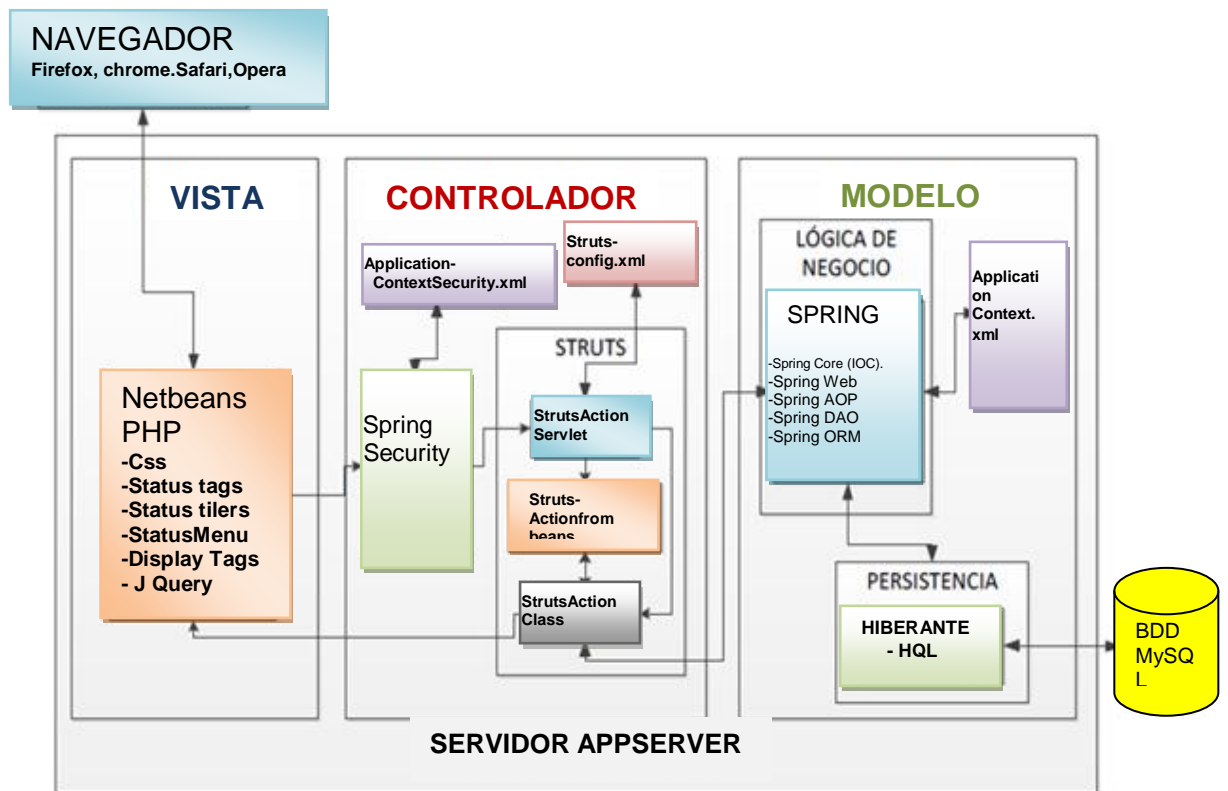 NAVEGADOR
Firefox, chrome.Safari,Opera
VISTA
Netbeans
PHP
-Css
-Status tags
-Status tilers
-StatusMenu
-Display Tags
- J Query
CONTROLADOR
Application-
ContextSecurity.xml
Struts-
config.xml
Spring
Security
STRUTS
StrutsAction
Servlet
Struts-
Actionfrom
beans
StrutsAction
Class
MODELO
LÓGICA DE
NEGOCIO
SPRING
-Spring Core (IOC).
-Spring Web
-Spring AOP
-Spring DAO
-Spring ORM
Applicati
on
Context.
xml
PERSISTENCIA
HIBERANTE
- HQL
BDD
MySQ
L
SERVIDOR APPSERVER